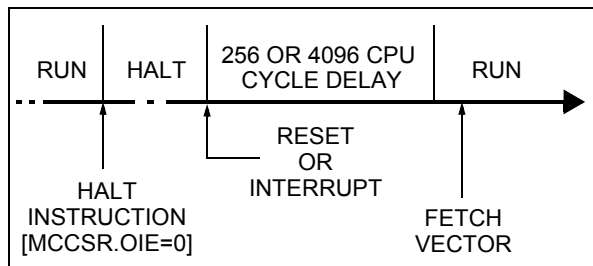 RUN
HALT
256 OR 4096 CPU
CYCLE DELAY
RUN
RESET
OR
INTERRUPT
HALT
INSTRUCTION
[MCCSR.OIE=0]
FETCH
VECTOR